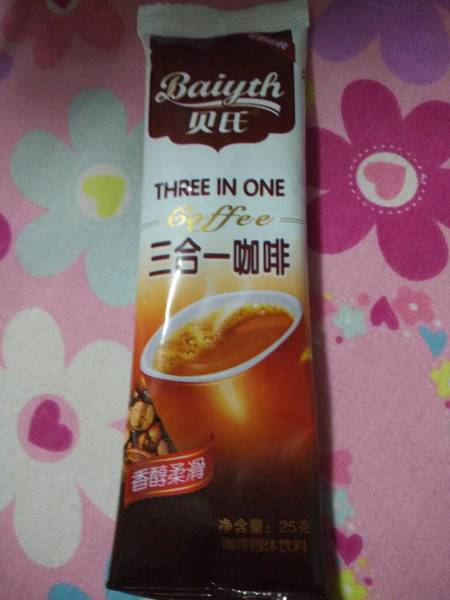 Baiyth
贝氏
THREE IN ONE
Coffee
三合一咖啡
香醇柔滑
净含量：25克
咖啡固体饮料